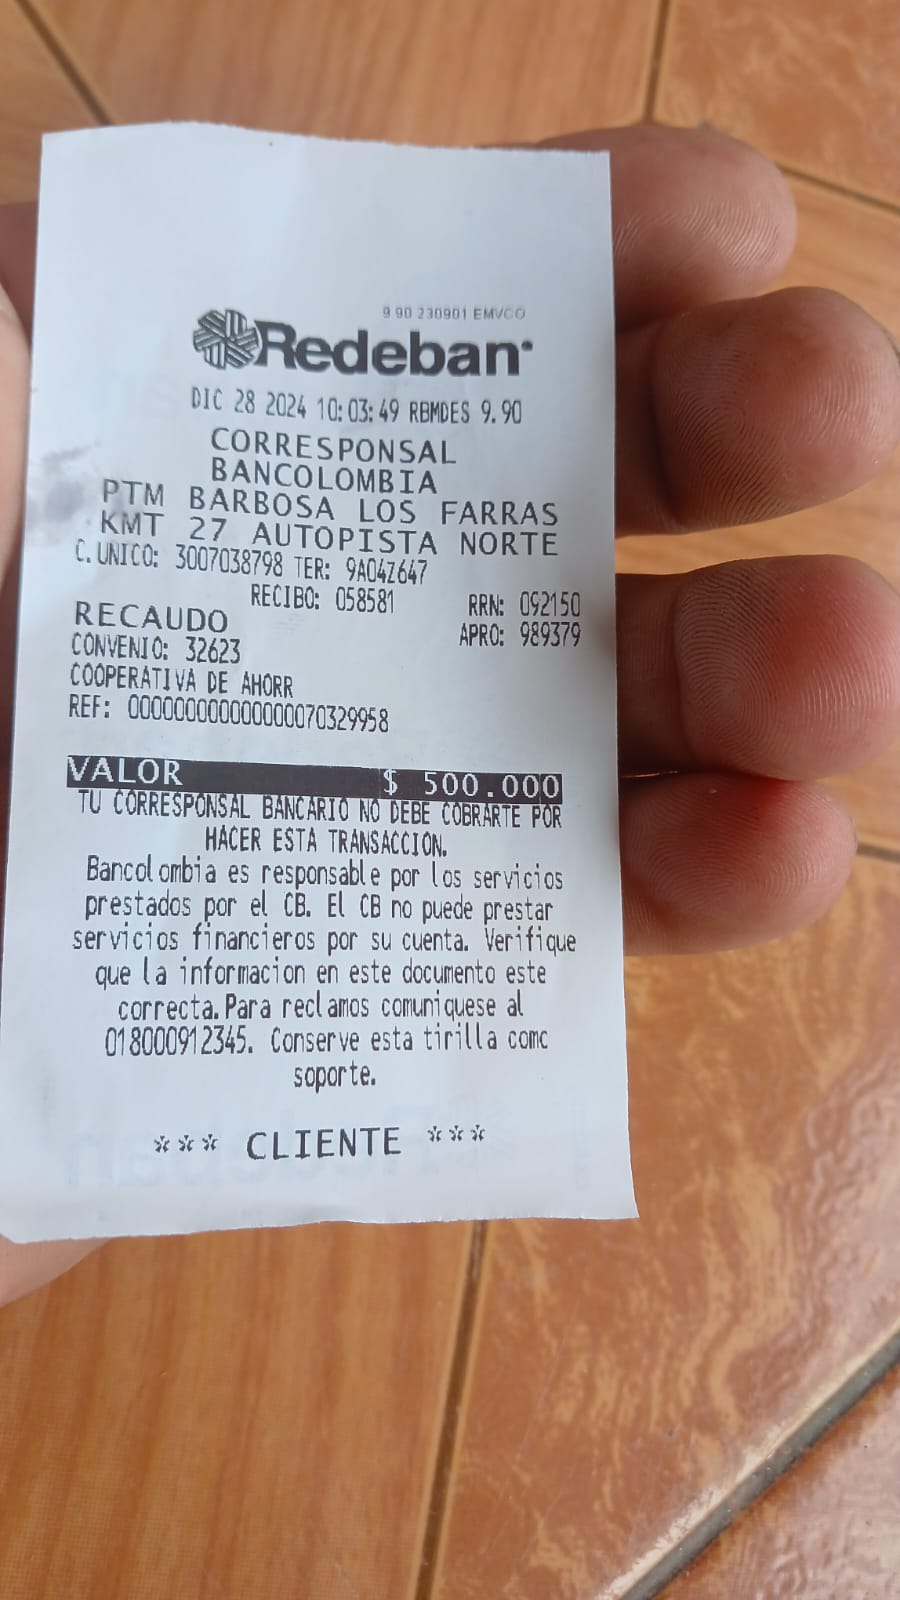 9.90 230901 EMVCO
Redeban
DIC 28 2024 10:03:49 RBMDES 9.90
CORRESPONSAL
BANCOLOMBIA
PTM BARBOSA LOS FARRAS
KMT 27 AUTOPISTA NORTE
C.UNICO: 3007038798 TER: 9A04Z647
RECIBO: 058581 RRN: 092150
RECAUDO APRO: 989379
CONVENIO: 32623
COOPERATIVA DE AHORR
REF: 0000000000000000070329958
VALOR $ 500.000
TU CORRESPONSAL BANCARIO NO DEBE COBRARTE POR
HACER ESTA TRANSACCION.
Bancolombia es responsable por los servicios
prestados por el CB. El CB no puede prestar
servicios financieros por su cuenta. Verifique
que la informacion en este documento este
correcta.Para reclamos comuniquese al
018000912345. Conserve esta tirilla como
soporte.
*** CLIENTE ***